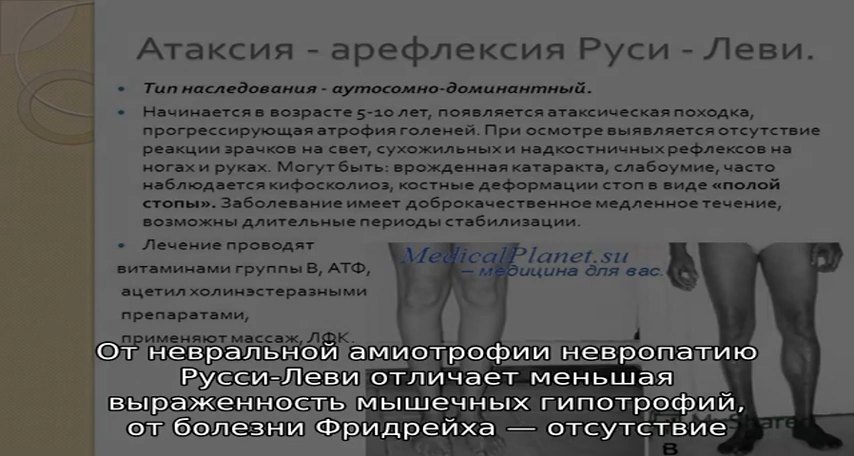 Атаксия - арефлексия Руси - Леви.
• Тип наследования - аутосомно-доминантный.
• Начинается в возрасте 5-10 лет, появляется атаксическая походка,
прогрессирующая атрофия голеней. При осмотре выявляется отсутствие
реакции зрачков на свет, сухожильных и надкостничных рефлексов на
ногах и руках. Могут быть: врожденная катаракта, слабоумие, часто
наблюдается кифосколиоз, костные деформации стоп в виде «полой
стопы». Заболевание имеет доброкачественное медленное течение,
возможны длительные периоды стабилизации.
• Лечение проводят
витаминами группы В, АТФ,
ацетил холинэстеразными
препаратами,
применяют массаж, ЛФК.
MedicalPlanet.su
– медицина для вас.
От невральной амиотрофии невропатию
Русси-Леви отличает меньшая
выраженность мышечных гипотрофий,
от болезни Фридрейха — отсутствие
MyShared
B